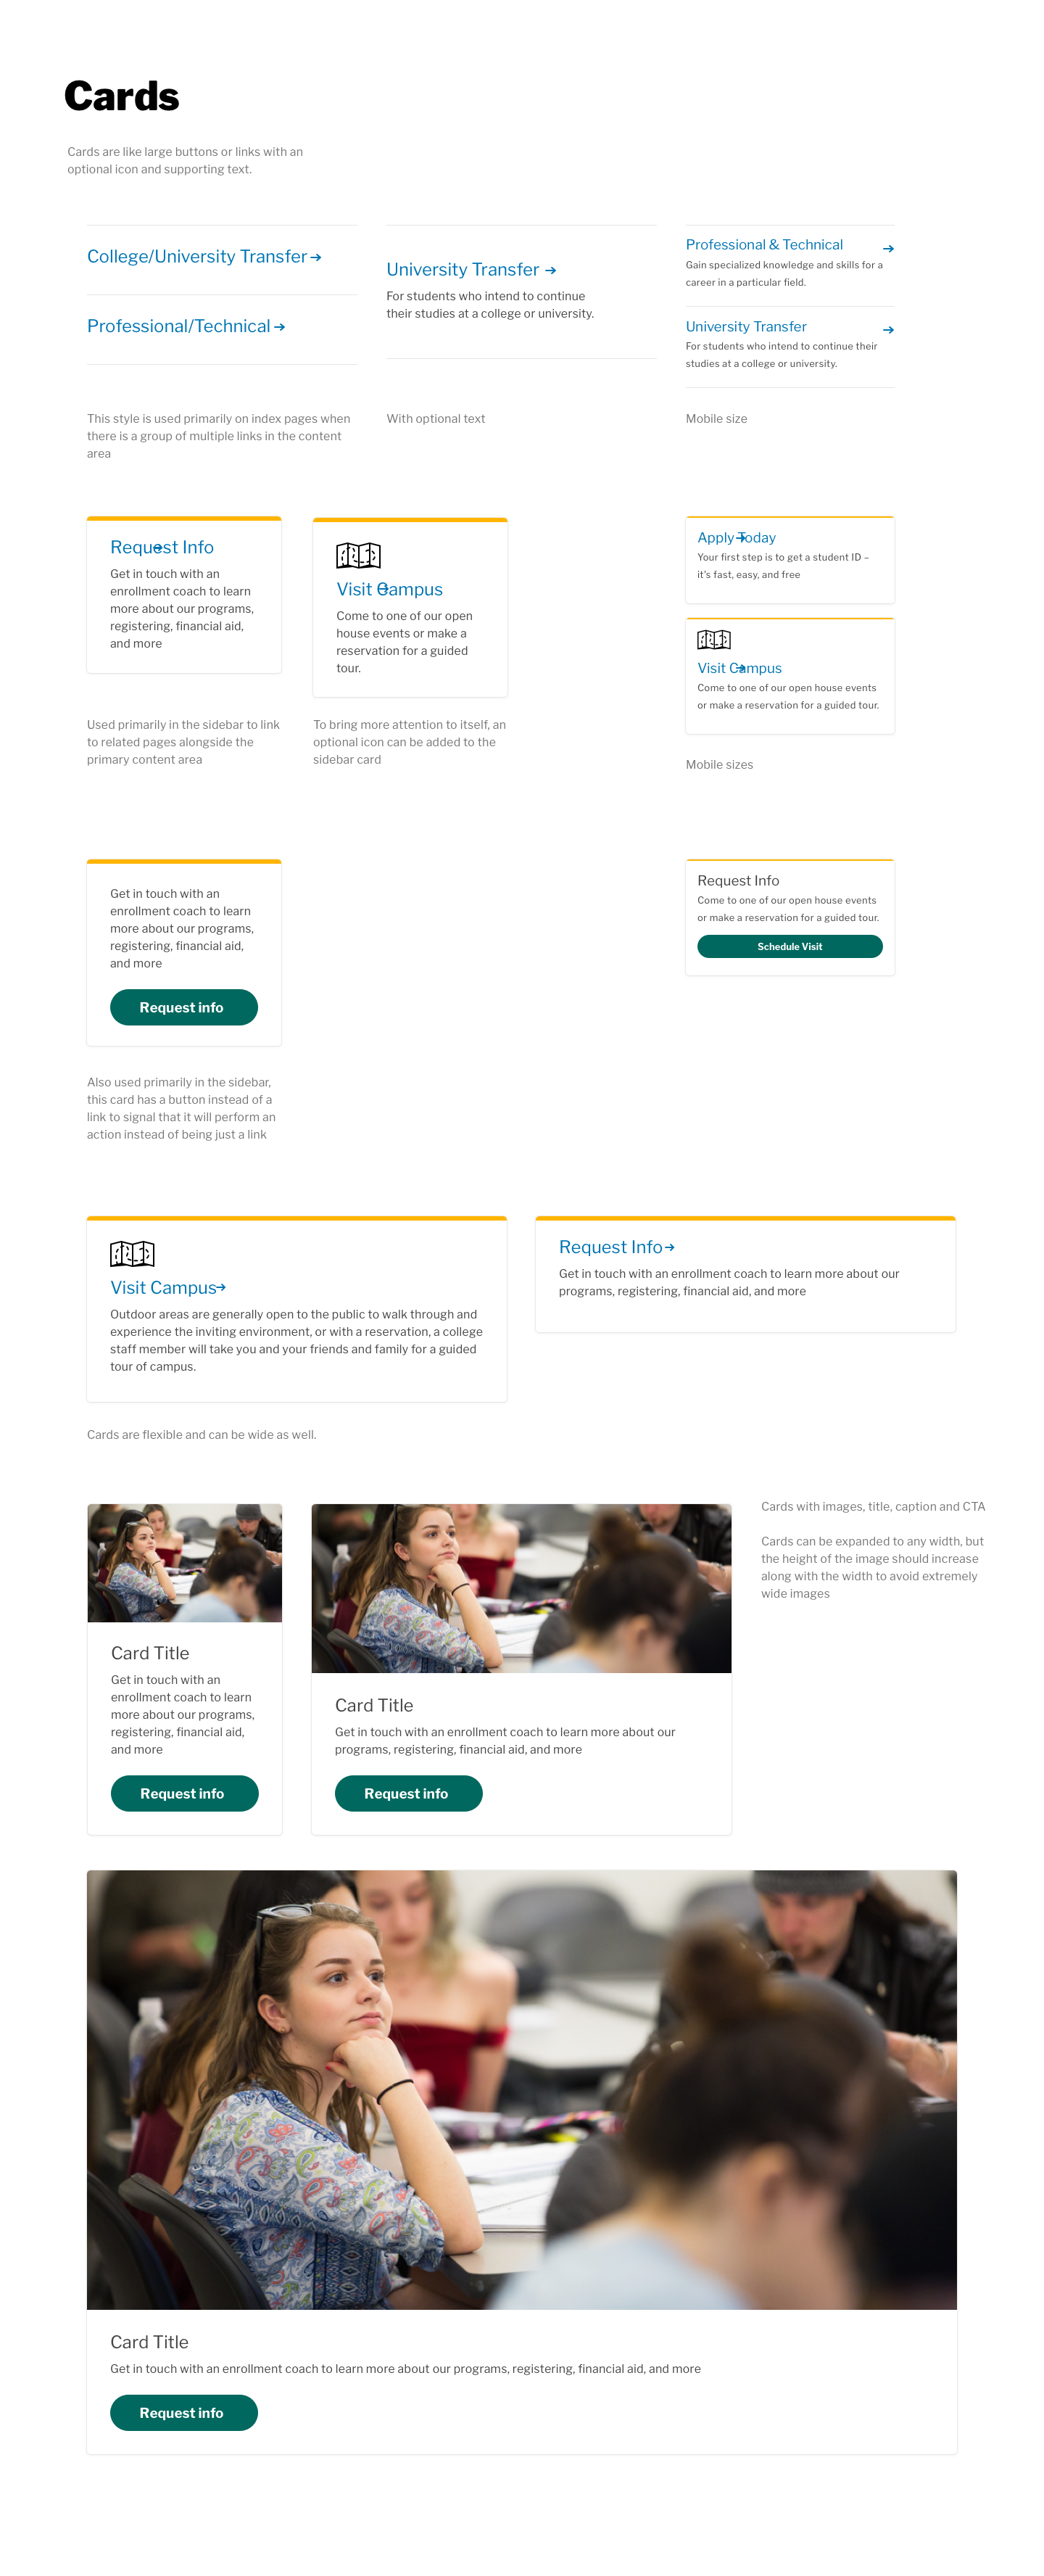 Cards
Cards are like large buttons or links with an
optional icon and supporting text.
College/University Transfer →
Professional/Technical →
This style is used primarily on index pages when
there is a group of multiple links in the content
area
University Transfer →
For students who intend to continue
their studies at a college or university.
With optional text
Professional & Technical →
Gain specialized knowledge and skills for a
career in a particular field.
University Transfer →
For students who intend to continue their
studies at a college or university.
Mobile size
Request Info
Get in touch with an
enrollment coach to learn
more about our programs,
registering, financial aid,
and more
Used primarily in the sidebar to link
to related pages alongside the
primary content area
Visit Campus
Come to one of our open
house events or make a
reservation for a guided
tour.
To bring more attention to itself, an
optional icon can be added to the
sidebar card
Apply Today
Your first step is to get a student ID –
it's fast, easy, and free
Visit Campus
Come to one of our open house events
or make a reservation for a guided tour.
Mobile sizes
Get in touch with an
enrollment coach to learn
more about our programs,
registering, financial aid,
and more
Request info
Also used primarily in the sidebar,
this card has a button instead of a
link to signal that it will perform an
action instead of being just a link
Request Info
Come to one of our open house events
or make a reservation for a guided tour.
Schedule Visit
Visit Campus →
Outdoor areas are generally open to the public to walk through and
experience the inviting environment, or with a reservation, a college
staff member will take you and your friends and family for a guided
tour of campus.
Request Info →
Get in touch with an enrollment coach to learn more about our
programs, registering, financial aid, and more
Cards are flexible and can be wide as well.
Card Title
Get in touch with an
enrollment coach to learn
more about our programs,
registering, financial aid,
and more
Request info
Card Title
Get in touch with an enrollment coach to learn more about our
programs, registering, financial aid, and more
Request info
Cards with images, title, caption and CTA
Cards can be expanded to any width, but
the height of the image should increase
along with the width to avoid extremely
wide images
Card Title
Get in touch with an enrollment coach to learn more about our programs, registering, financial aid, and more
Request info